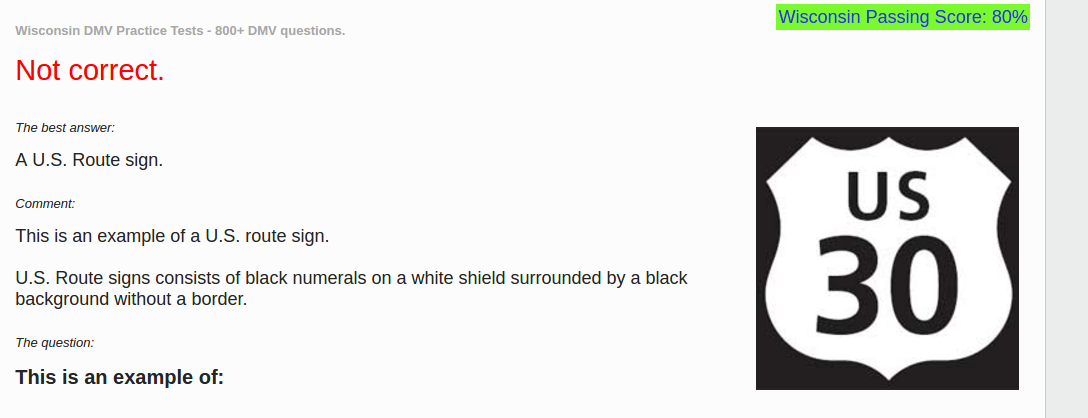 Wisconsin Passing Score: 80%
Wisconsin DMV Practice Tests - 800+ DMV questions.
Not correct.
The best answer:
A U.S. Route sign.
Comment:
This is an example of a U.S. route sign.
U.S. Route signs consists of black numerals on a white shield surrounded by a black
background without a border.
The question:
This is an example of:
US
30